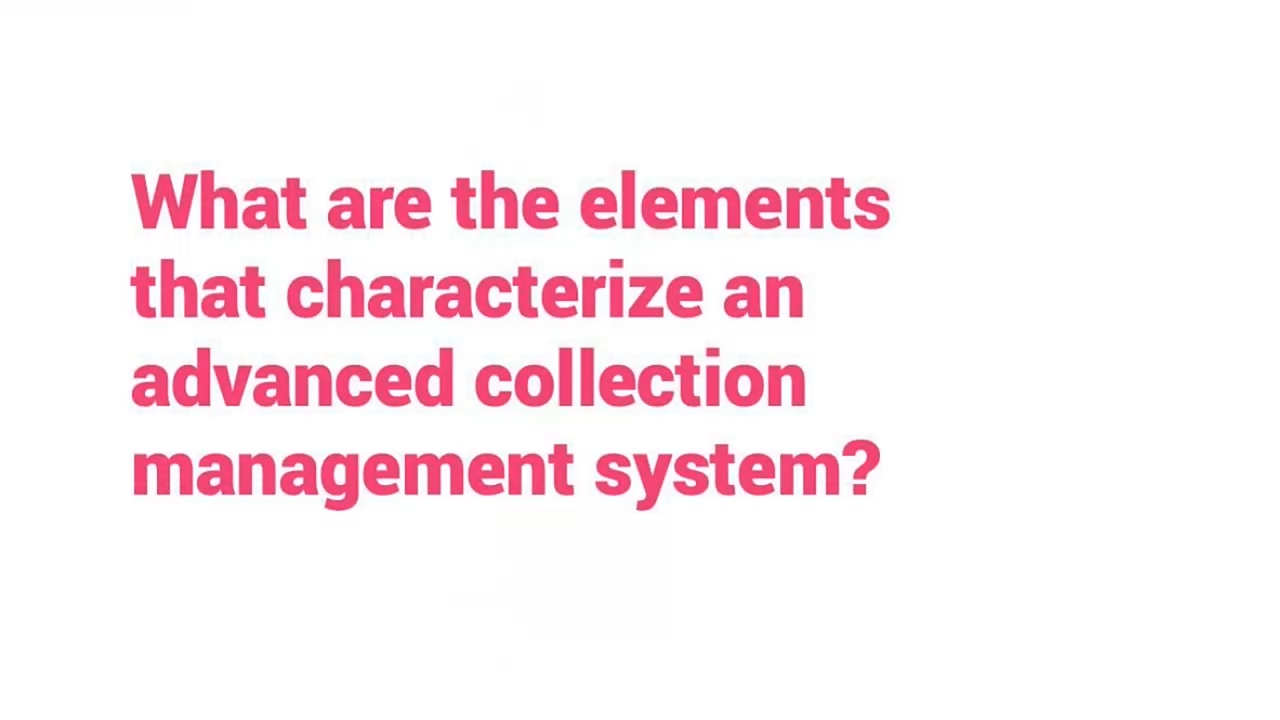 What are the elements
that characterize an
advanced collection
management system?